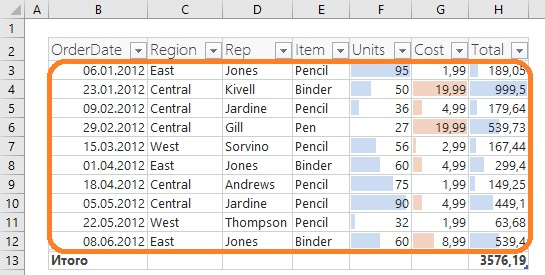 A B C D E F G H
1
2 OrderDate Region Rep Item Units Cost Total
3 06.01.2012 East Jones Pencil 95 1,99 189,05
4 23.01.2012 Central Kivell Binder 50 19,99 999,5
5 09.02.2012 Central Jardine Pencil 36 4,99 179,64
6 29.02.2012 Central Gill Pen 27 19,99 539,73
7 15.03.2012 West Sorvino Pencil 56 2,99 167,44
8 01.04.2012 East Jones Binder 60 4,99 299,4
9 18.04.2012 Central Andrews Pencil 75 1,99 149,25
10 05.05.2012 Central Jardine Pencil 90 4,99 449,1
11 22.05.2012 West Thompson Pencil 32 1,99 63,68
12 08.06.2012 East Jones Binder 60 8,99 539,4
13 Итого 3576,19